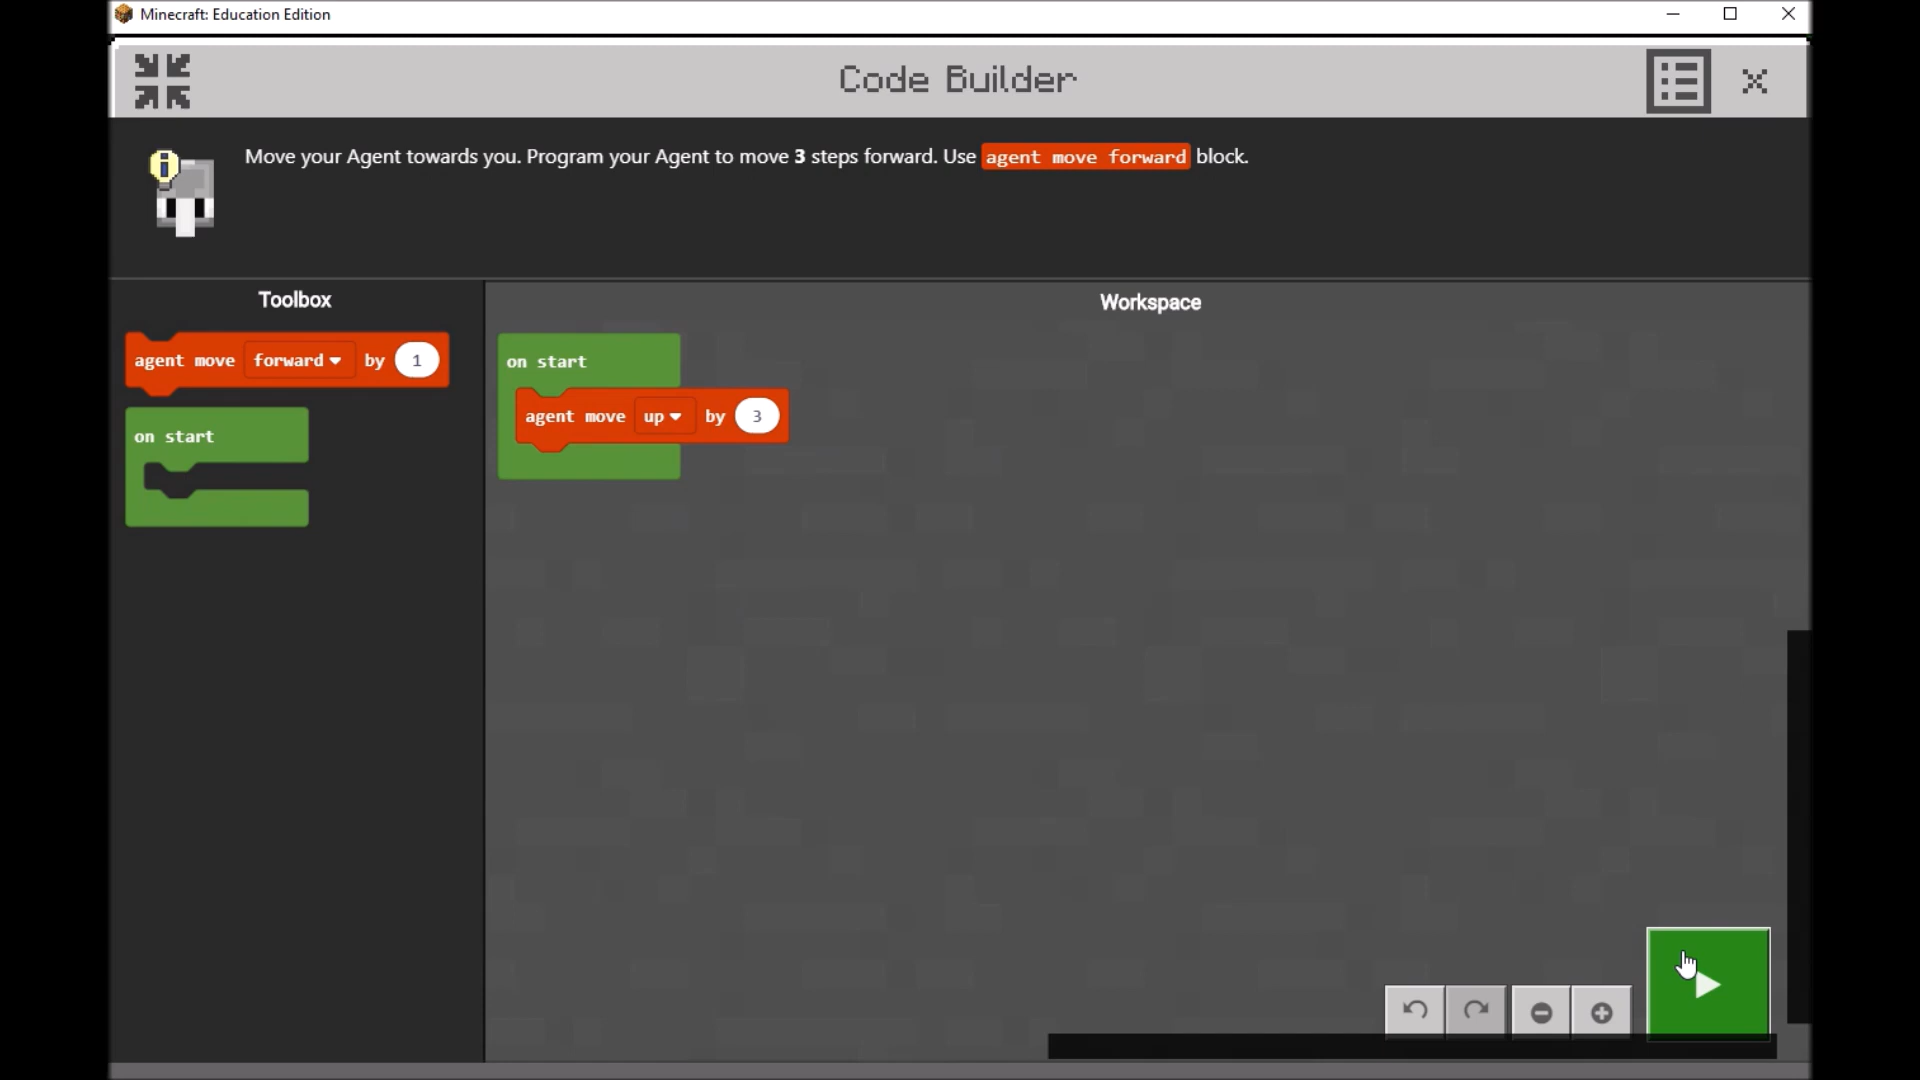 Minecraft: Education Edition
Code Builder
Move your Agent towards you. Program your Agent to move 3 steps forward. Use agent move forward block.
Toolbox
Workspace
agent move forward by 1
on start
on start
agent move up by 3